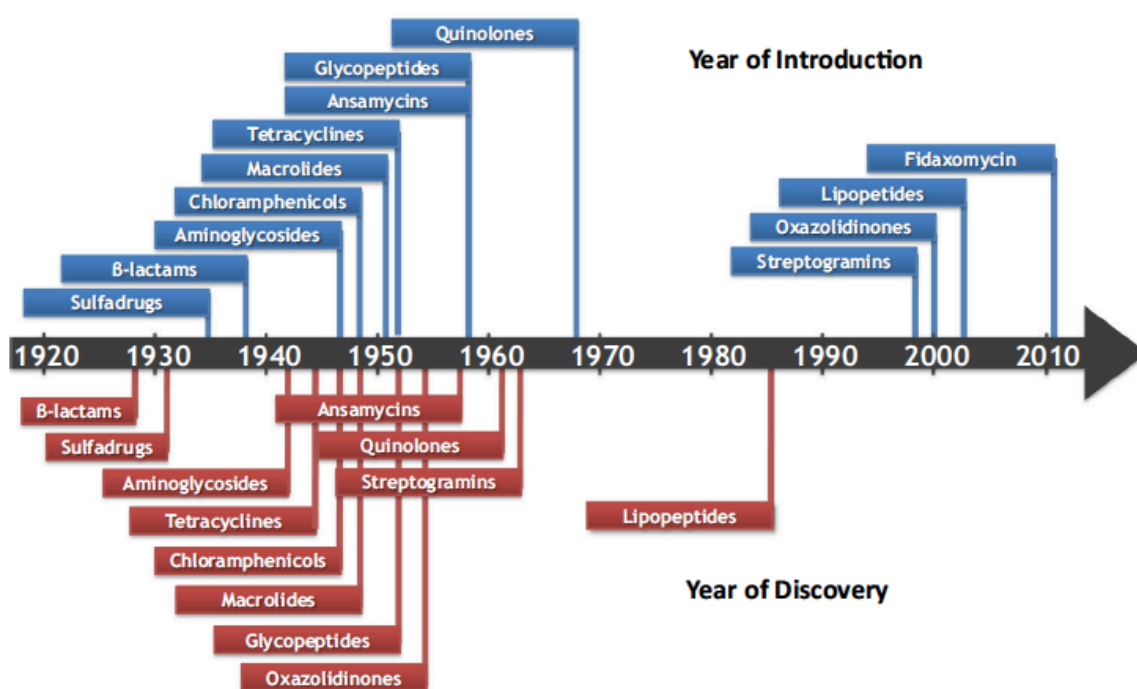 Quinolones
Year of Introduction
Glycopeptides
Ansamycins
Tetracyclines
Macrolides
Fidaxomycin
Chloramphenicols
Lipopetides
Aminoglycosides
Oxazolidinones
ß-lactams
Streptogramins
Sulfadrugs
1920 1930 1940 1950 1960 1970 1980 1990 2000 2010
ß-lactams
Ansamycins
Sulfadrugs
Quinolones
Aminoglycosides
Streptogramins
Tetracyclines
Lipopeptides
Chloramphenicols
Year of Discovery
Macrolides
Glycopeptides
Oxazolidinones